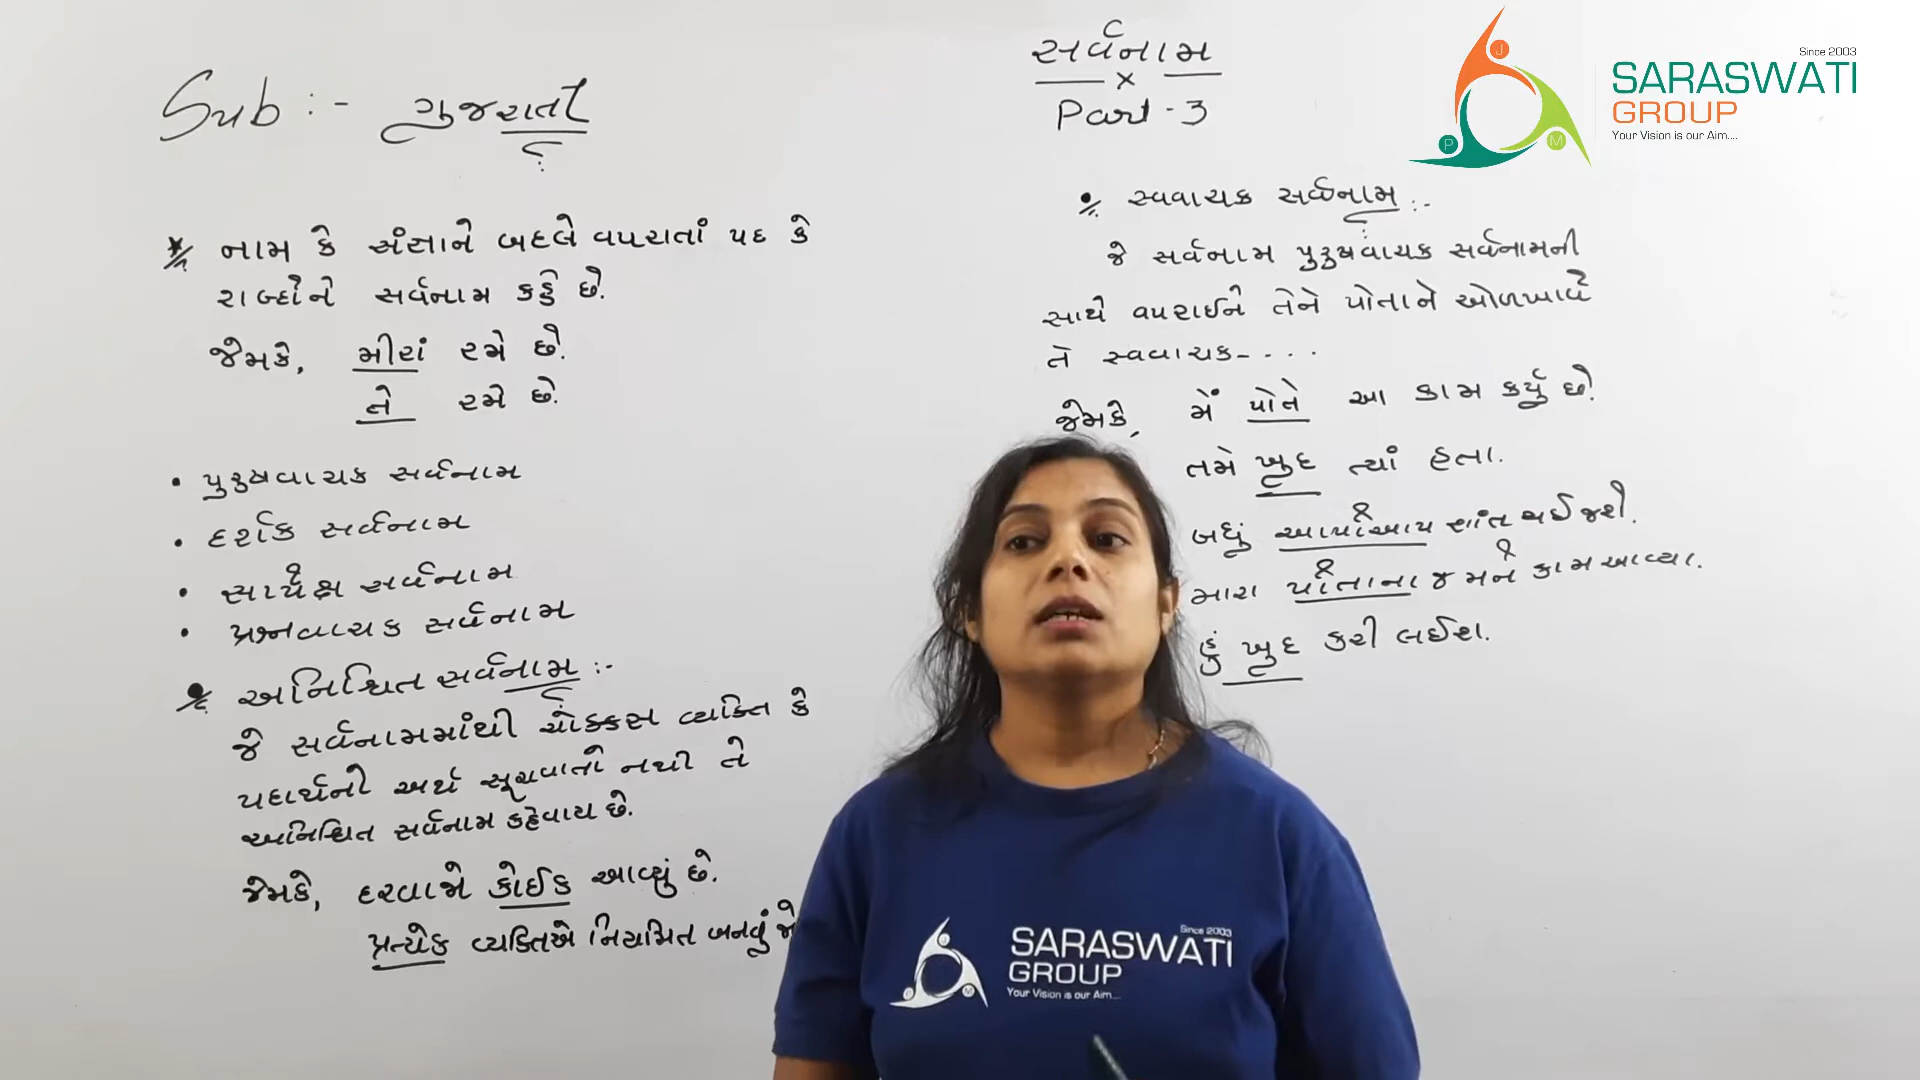 Sub :- ગુજરાતી
* નામ કે સંજ્ઞાને બદલે વપરાતાં પદ કે
શબ્દોને સર્વનામ કહે છે.
જેમકે, મીરાં રમે છે.
તે રમે છે.
• પુરુષવાચક સર્વનામ
• દર્શક સર્વનામ
• સાપેક્ષ સર્વનામ
• પ્રશ્નવાચક સર્વનામ
* અનિશ્ચિત સર્વનામ :-
જે સર્વનામમાંથી ચોક્કસ વ્યક્તિ કે
પદાર્થનો અર્થ સૂચવાતો નથી તે
અનિશ્ચિત સર્વનામ કહેવાય છે.
જેમકે, દરવાજે કોઈક આવ્યું છે.
પ્રત્યેક વ્યક્તિએ નિયમિત બનવું જો
સર્વનામ
x
Part - 3
* સ્વવાચક સર્વનામ :-
જે સર્વનામ પુરુષવાચક સર્વનામની
સાથે વપરાઈને તેને પોતાને ઓળખાવે
તે સ્વવાચક- . . . .
જેમકે, મેં પોતે આ કામ કર્યું છે.
તમે ખુદ ત્યાં હતા.
બધું આપોઆપ શાંત થઈ જશે.
મારા પોતાના જ મને કામ આવ્યા.
હું ખુદ કરી લઈશ.
Since 2003
SARASWATI
GROUP
Your Vision is our Aim....
J
P
M
Since 2003
SARASWATI
GROUP
Your Vision is our Aim....